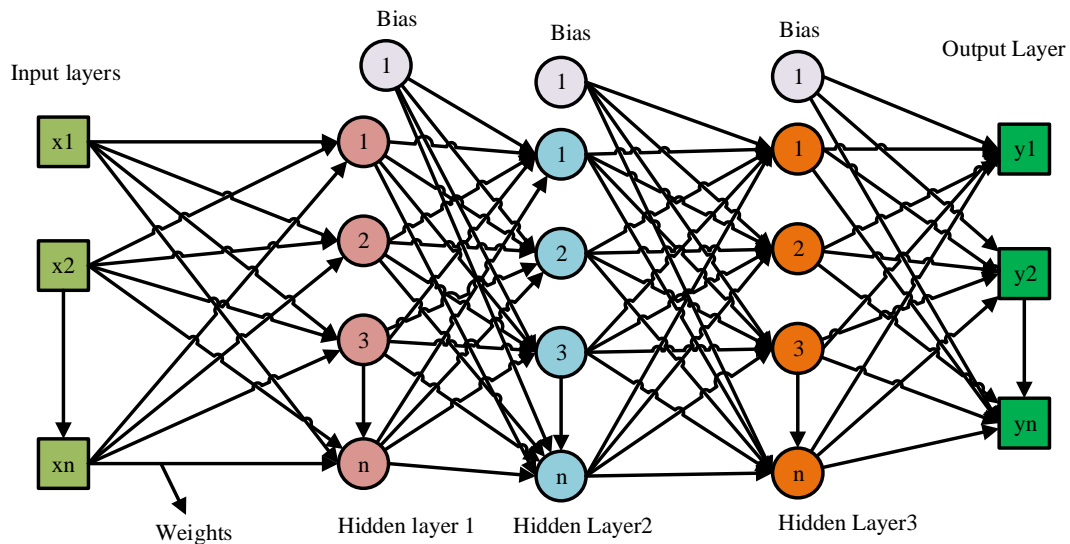 Bias
Bias
Bias
Output Layer
Input layers
1
1
1
x1
1
1
1
y1
x2
2
2
2
y2
3
3
3
xn
n
n
n
yn
Weights
Hidden layer 1
Hidden Layer2
Hidden Layer3